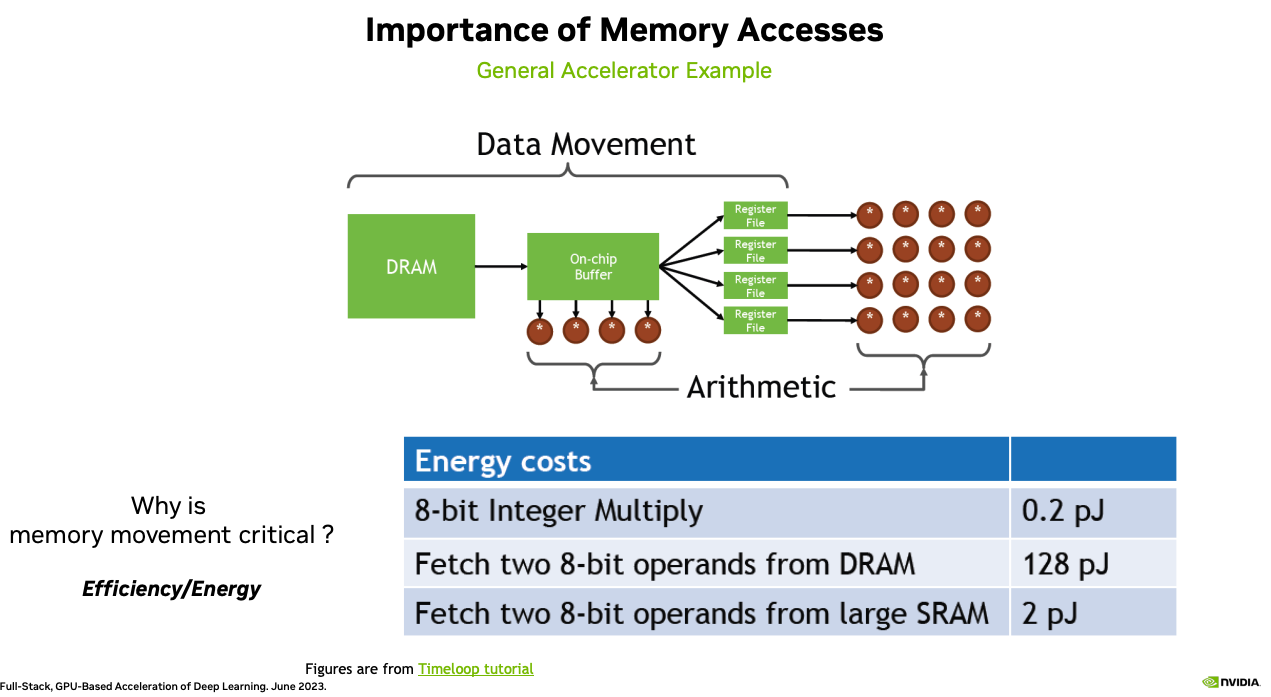 Importance of Memory Accesses
General Accelerator Example
Data Movement
DRAM
On-chip
Buffer
Register
File
Register
File
Register
File
Register
File
* * * *
* * * *
* * * *
* * * *
* * * *
Arithmetic
Energy costs
8-bit Integer Multiply 0.2 pJ
Fetch two 8-bit operands from DRAM 128 pJ
Fetch two 8-bit operands from large SRAM 2 pJ
Why is
memory movement critical ?
Efficiency/Energy
Figures are from Timeloop tutorial
Full-Stack, GPU-Based Acceleration of Deep Learning. June 2023.
NVIDIA.